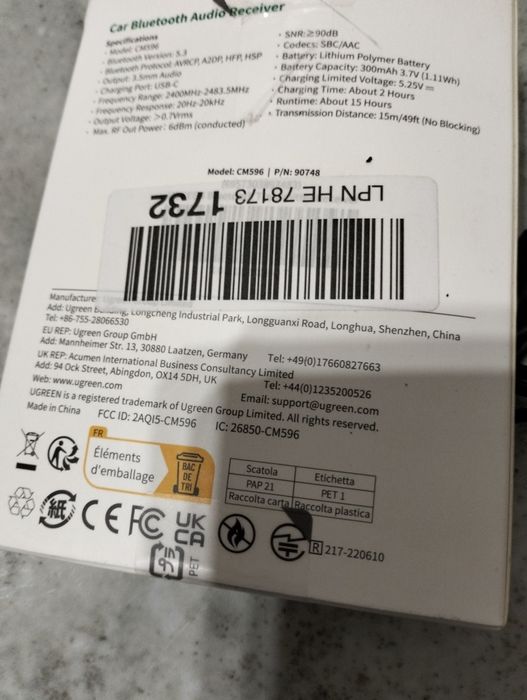 Car Bluetooth Audio Receiver
Specifications
· Model: CM596
· Bluetooth Version: 5.3
· Bluetooth Protocol: AVRCP, A2DP, HFP, HSP
· Output: 3.5mm Audio
· Charging Port: USB-C
· Frequency Range: 2400MHz-2483.5MHz
· Frequency Response: 20Hz-20kHz
· Output Voltage: >0.7Vrms
· Max. RF Out Power: 6dBm (conducted)
· SNR: ≥90dB
· Codecs: SBC/AAC
· Battery: Lithium Polymer Battery
· Battery Capacity: 300mAh 3.7V (1.11Wh)
· Charging Limited Voltage: 5.25V⎓
· Charging Time: About 2 Hours
· Runtime: About 15 Hours
· Transmission Distance: 15m/49ft (No Blocking)
Model: CM596 | P/N: 90748
LPN HE 78173 1732
Manufacturer:
Add: Ugreen Building, Longcheng Industrial Park, Longguanxi Road, Longhua, Shenzhen, China
Tel: +86-755-28066530
EU REP: Ugreen Group GmbH
Add: Mannheimer Str. 13, 30880 Laatzen, Germany Tel: +49(0)17660827663
UK REP: Acumen International Business Consultancy Limited
Add: 94 Ock Street, Abingdon, OX14 5DH, UK Tel: +44(0)1235200526
Web: www.ugreen.com Email: support@ugreen.com
UGREEN is a registered trademark of Ugreen Group Limited. All rights reserved.
Made in China FCC ID: 2AQI5-CM596 IC: 26850-CM596
FR
Éléments
d'emballage
BAC
DE
TRI
Scatola Etichetta
PAP 21 PET 1
Raccolta carta Raccolta plastica
紙
CE FC UK
CA
PET
R 217-220610